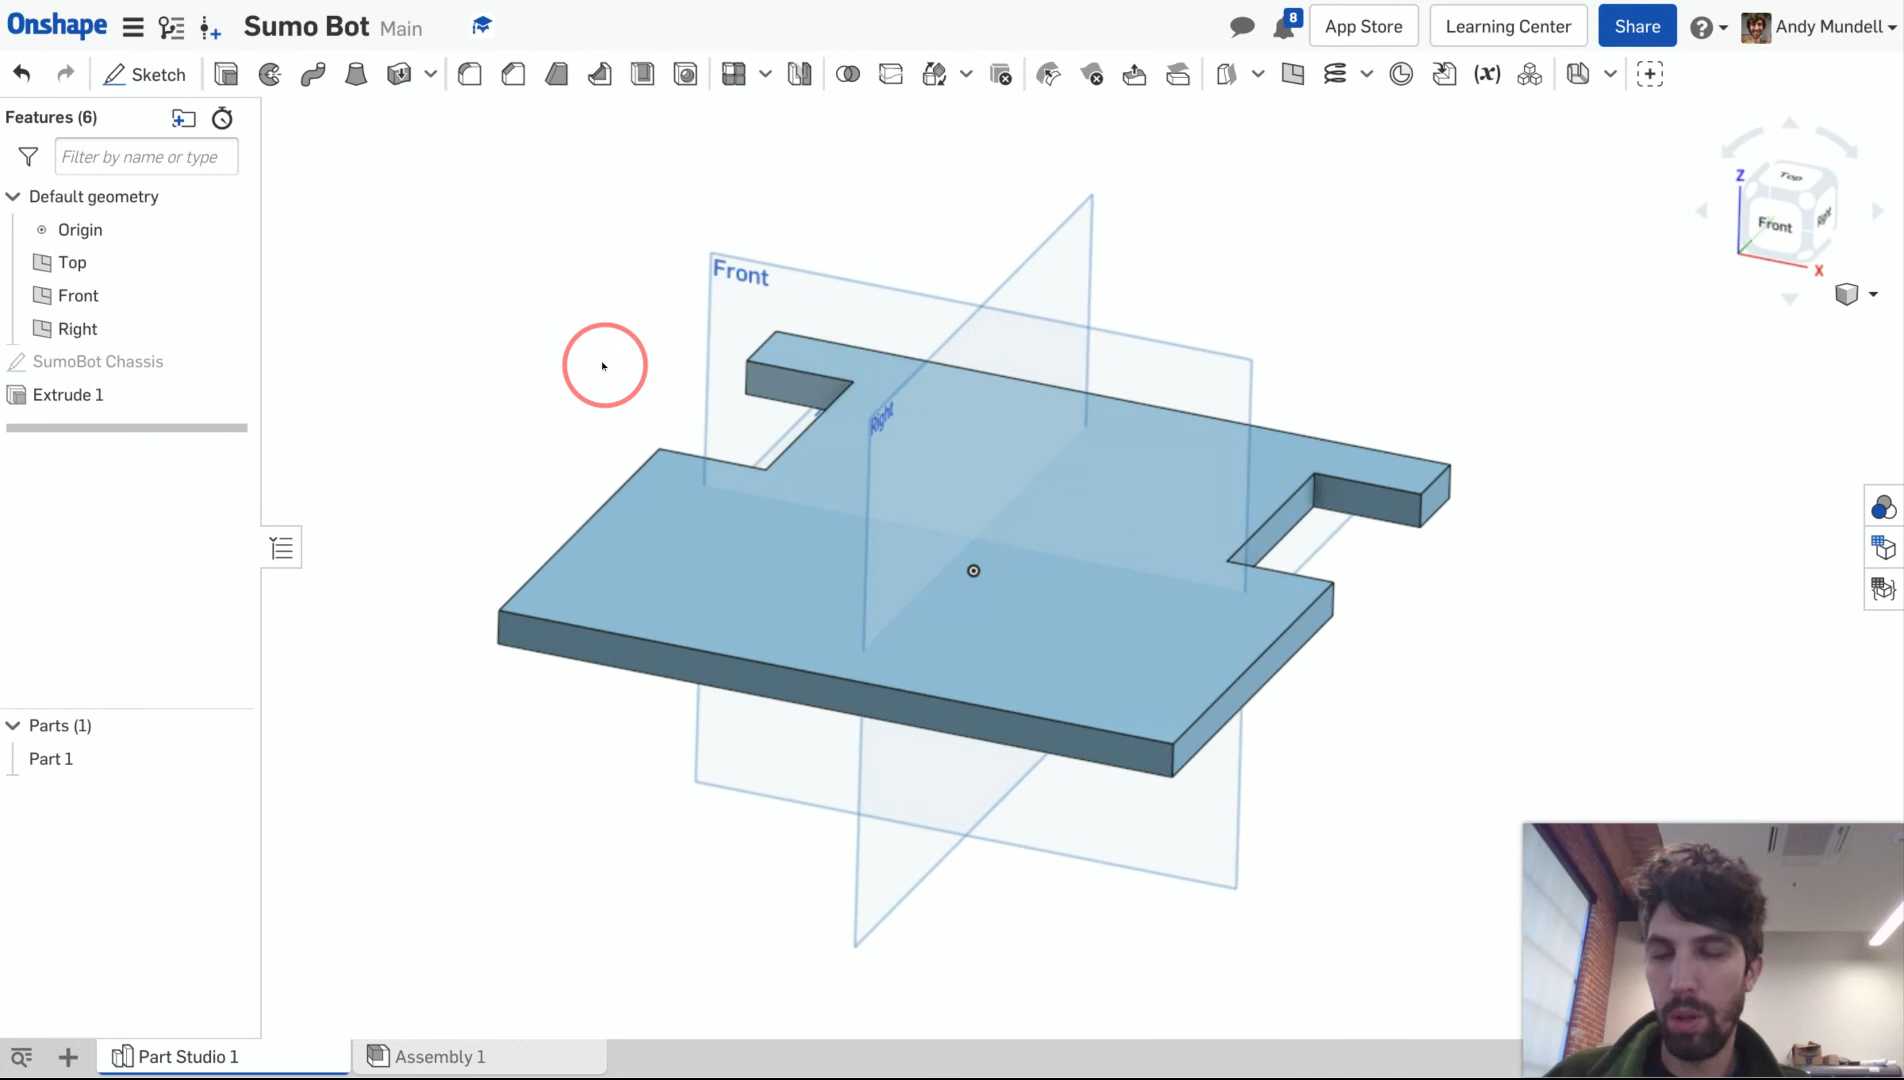 Onshape
Sumo Bot Main
8
App Store
Learning Center
Share
Andy Mundell
Sketch
(x)
Features (6)
Filter by name or type
Default geometry
Origin
Top
Front
Right
SumoBot Chassis
Extrude 1
Parts (1)
Part 1
Front
Right
Z
Top
Front
Right
X
Part Studio 1
Assembly 1